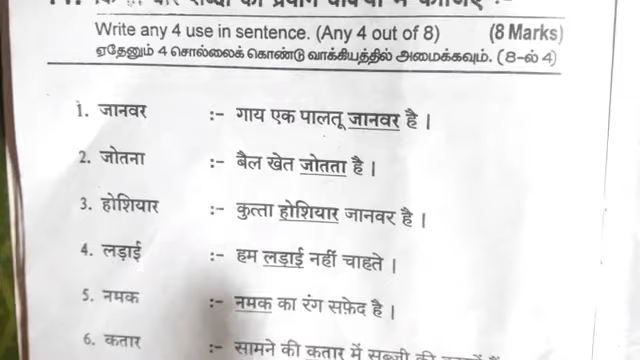 Write any 4 use in sentence. (Any 4 out of 8) (8 Marks)
ஏதேனும் 4 சொல்லைக் கொண்டு வாக்கியத்தில் அமைக்கவும். (8-ல் 4)
1. जानवर :- गाय एक पालतू जानवर है ।
2. जोतना :- बैल खेत जोतता है ।
3. होशियार :- कुत्ता होशियार जानवर है ।
4. लड़ाई :- हम लड़ाई नहीं चाहते ।
5. नमक :- नमक का रंग सफ़ेद है ।
6. कतार :- सामने की कतार में सब्जी की